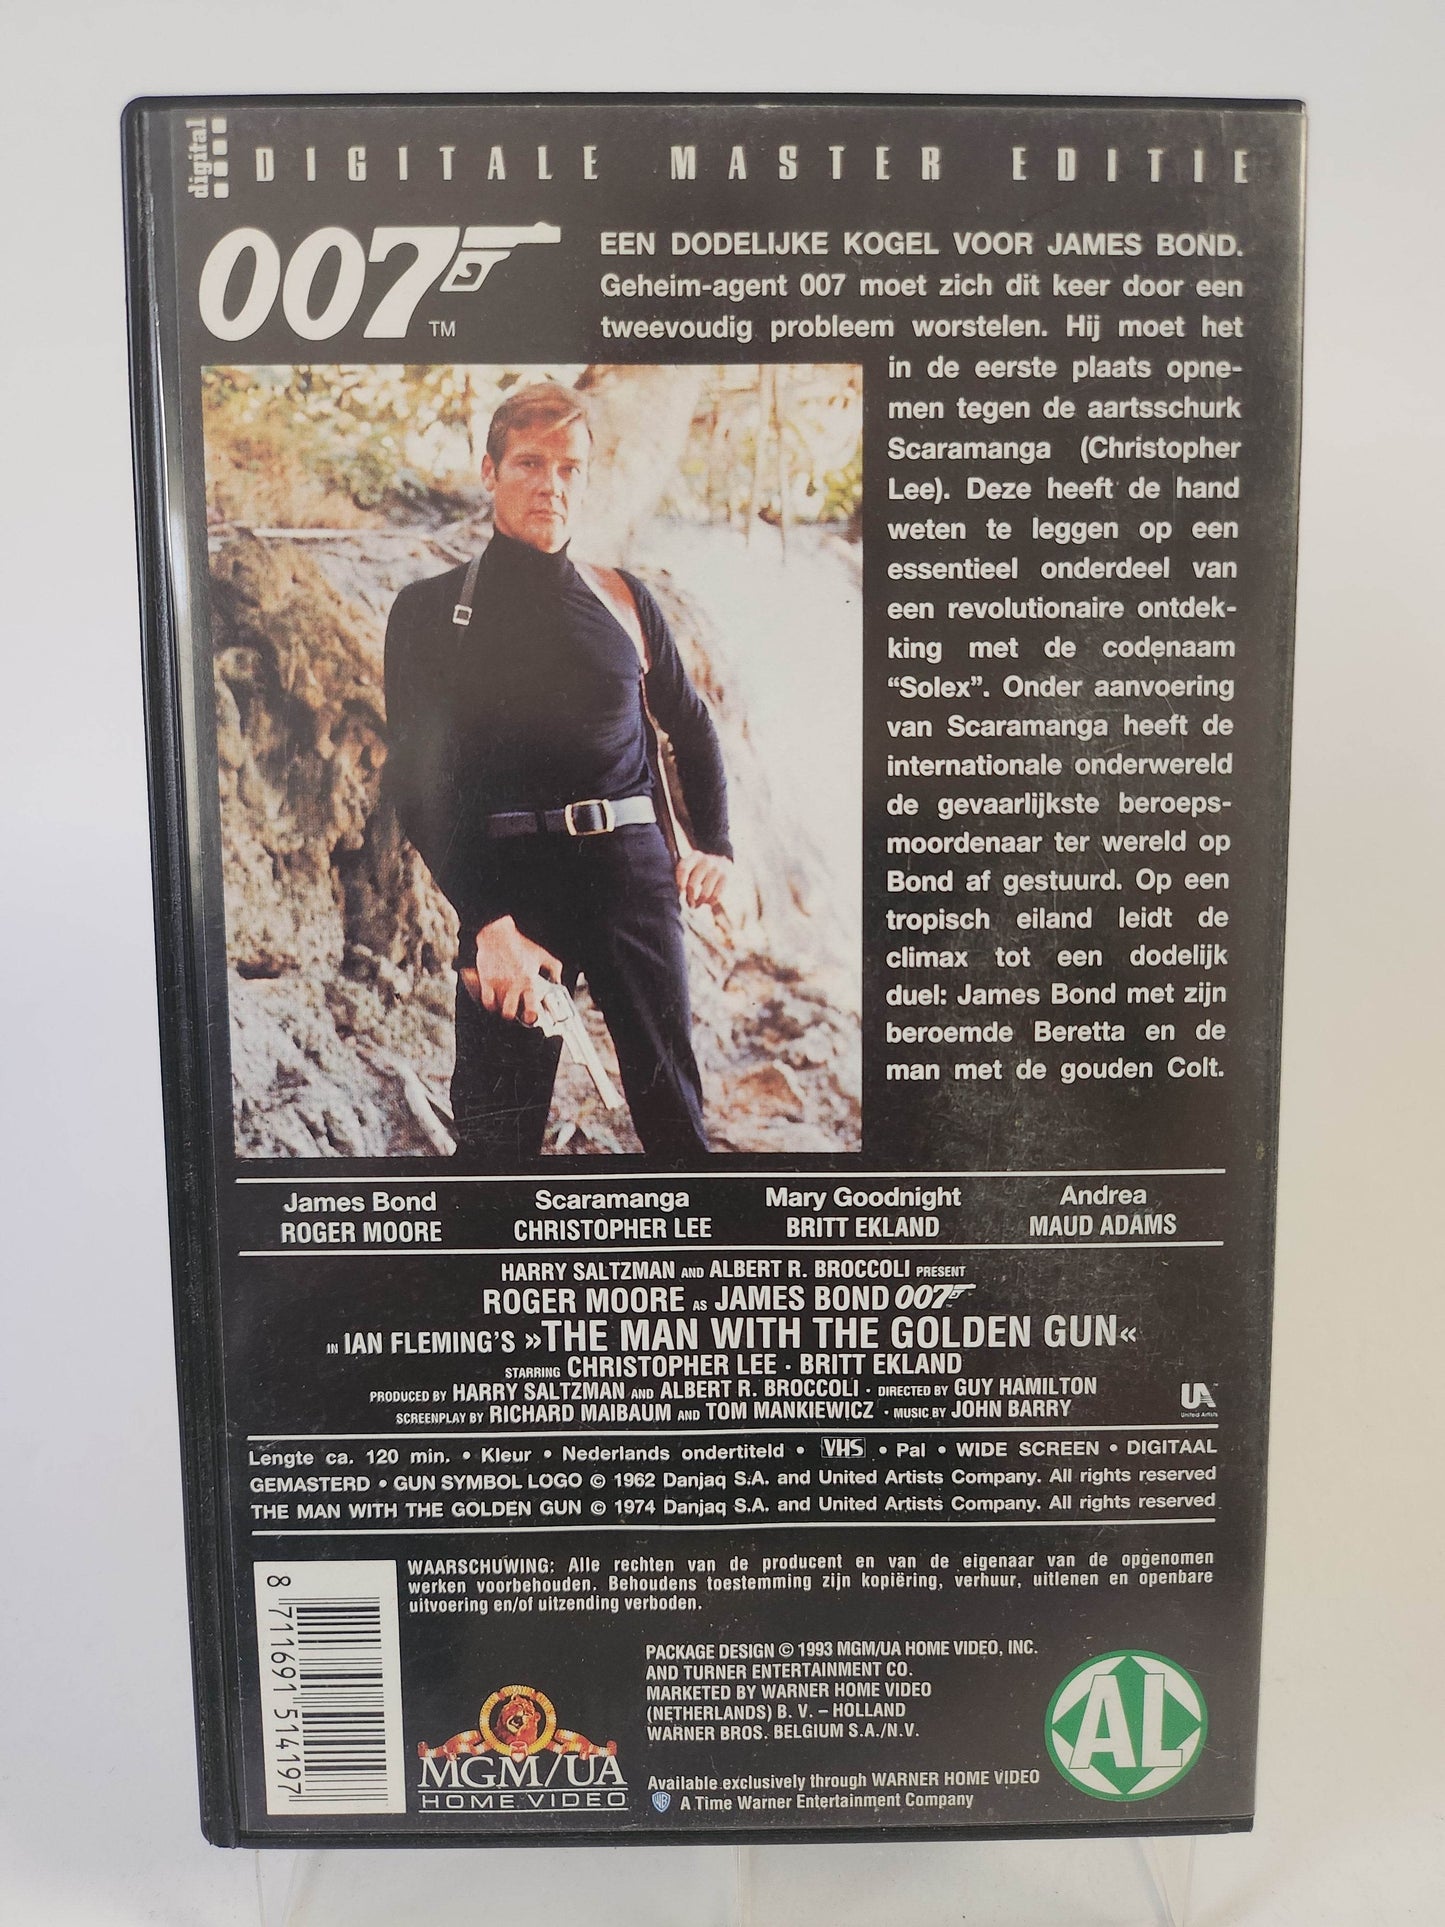 digital
DIGITALE MASTER EDITIE
007
TM
EEN DODELIJKE KOGEL VOOR JAMES BOND.
Geheim-agent 007 moet zich dit keer door een
tweevoudig probleem worstelen. Hij moet het
in de eerste plaats opne-
men tegen de aartsschurk
Scaramanga (Christopher
Lee). Deze heeft de hand
weten te leggen op een
essentieel onderdeel van
een revolutionaire ontdek-
king met de codenaam
“Solex”. Onder aanvoering
van Scaramanga heeft de
internationale onderwereld
de gevaarlijkste beroeps-
moordenaar ter wereld op
Bond af gestuurd. Op een
tropisch eiland leidt de
climax tot een dodelijk
duel: James Bond met zijn
beroemde Beretta en de
man met de gouden Colt.
James Bond Scaramanga Mary Goodnight Andrea
ROGER MOORE CHRISTOPHER LEE BRITT EKLAND MAUD ADAMS
HARRY SALTZMAN AND ALBERT R. BROCCOLI PRESENT
ROGER MOORE AS JAMES BOND 007
IN IAN FLEMING'S »THE MAN WITH THE GOLDEN GUN«
STARRING CHRISTOPHER LEE · BRITT EKLAND
PRODUCED BY HARRY SALTZMAN AND ALBERT R. BROCCOLI · DIRECTED BY GUY HAMILTON
SCREENPLAY BY RICHARD MAIBAUM AND TOM MANKIEWICZ · MUSIC BY JOHN BARRY
UA
United Artists
Lengte ca. 120 min. • Kleur • Nederlands ondertiteld • VHS • Pal • WIDE SCREEN • DIGITAAL
GEMASTERD • GUN SYMBOL LOGO © 1962 Danjaq S.A. and United Artists Company. All rights reserved
THE MAN WITH THE GOLDEN GUN © 1974 Danjaq S.A. and United Artists Company. All rights reserved
WAARSCHUWING: Alle rechten van de producent en van de eigenaar van de opgenomen
werken voorbehouden. Behoudens toestemming zijn kopiëring, verhuur, uitlenen en openbare
uitvoering en/of uitzending verboden.
8 711691 514197
PACKAGE DESIGN © 1993 MGM/UA HOME VIDEO, INC.
AND TURNER ENTERTAINMENT CO.
MARKETED BY WARNER HOME VIDEO
(NETHERLANDS) B. V. – HOLLAND
WARNER BROS. BELGIUM S.A./N.V.
MGM/UA
HOME VIDEO
Available exclusively through WARNER HOME VIDEO
WB A Time Warner Entertainment Company
AL